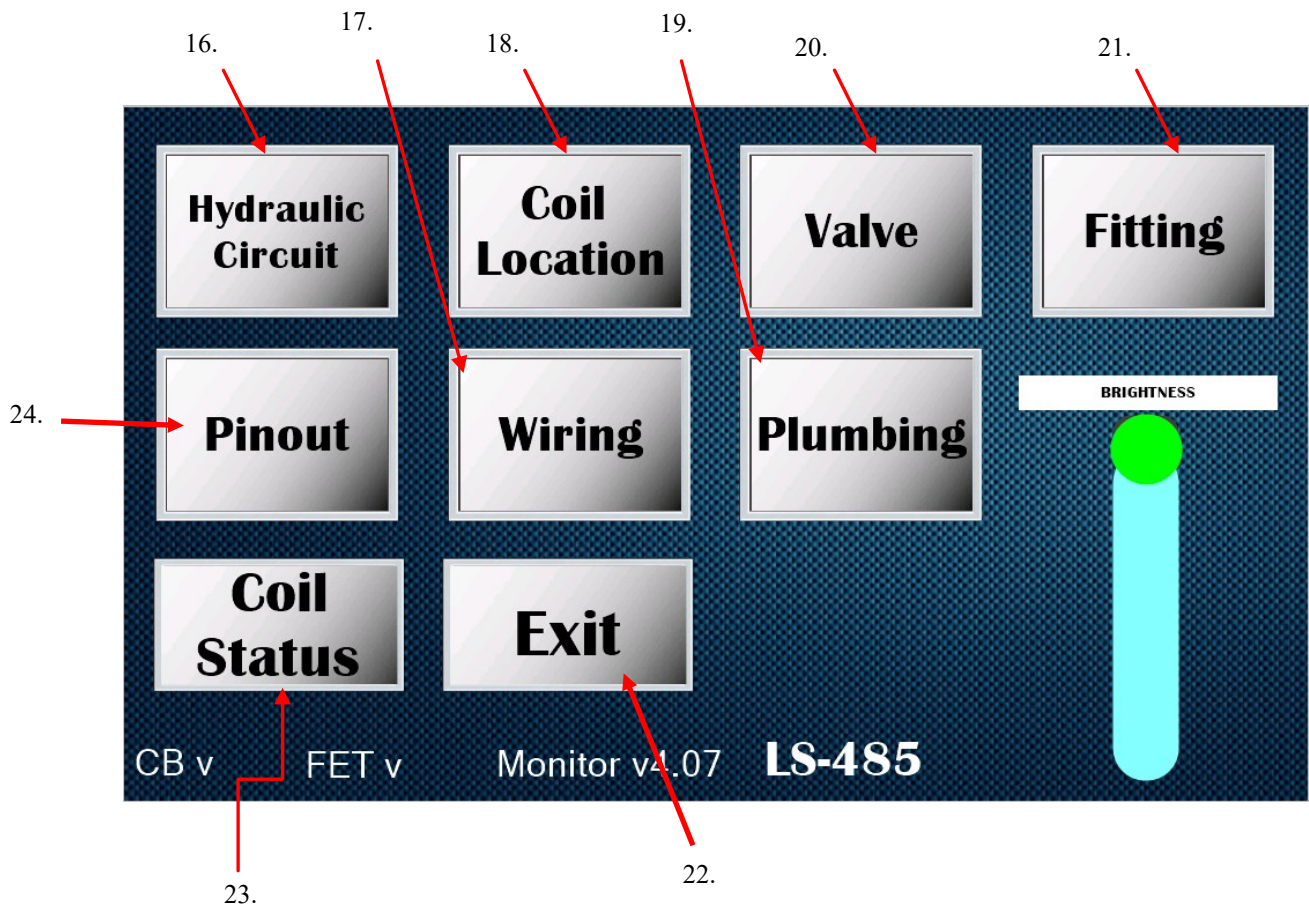 16.
17.
18.
19.
20.
21.
Hydraulic
Circuit
Coil
Location
Valve
Fitting
24.
Pinout
Wiring
Plumbing
BRIGHTNESS
Coil
Status
Exit
CB v
FET v
Monitor v4.07
LS-485
23.
22.